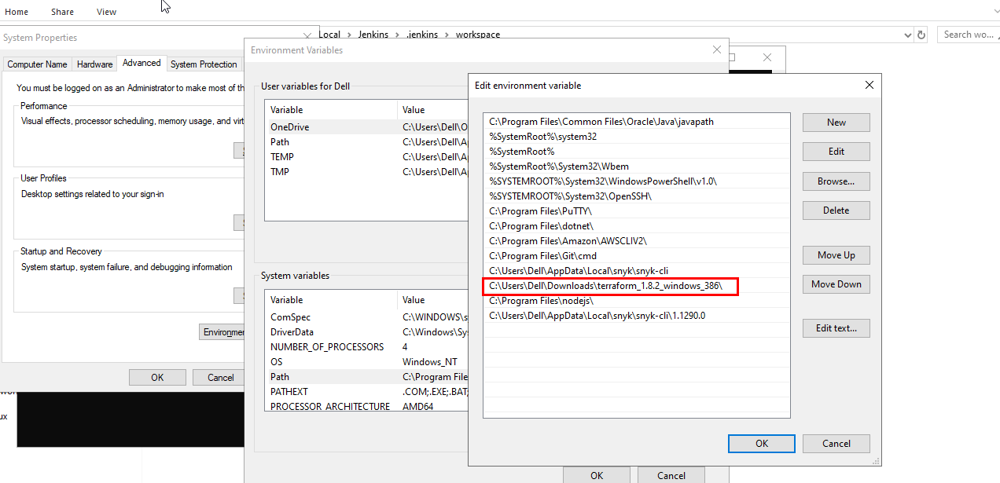 Home Share View
Local > Jenkins > .jenkins > workspace
Search wo...
System Properties
Computer Name Hardware Advanced System Protection
You must be logged on as an Administrator to make most of th
Performance
Visual effects, processor scheduling, memory usage, and virt
User Profiles
Desktop settings related to your sign-in
Startup and Recovery
System startup, system failure, and debugging information
Environmer
OK Cancel
ux
Environment Variables
User variables for Dell
Variable Value
OneDrive C:\Users\Dell\O
Path C:\Users\Dell\Ap
TEMP C:\Users\Dell\Ap
TMP C:\Users\Dell\Ap
System variables
Variable Value
ComSpec C:\WINDOWS\s
DriverData C:\Windows\Sys
NUMBER_OF_PROCESSORS 4
OS Windows_NT
Path C:\Program File
PATHEXT .COM;.EXE;.BAT;
PROCESSOR_ARCHITECTURE AMD64
OK Cancel
Edit environment variable
C:\Program Files\Common Files\Oracle\Java\javapath
%SystemRoot%\system32
%SystemRoot%
%SystemRoot%\System32\Wbem
%SYSTEMROOT%\System32\WindowsPowerShell\v1.0\
%SYSTEMROOT%\System32\OpenSSH\
C:\Program Files\PuTTY\
C:\Program Files\dotnet\
C:\Program Files\Amazon\AWSCLIV2\
C:\Program Files\Git\cmd
C:\Users\Dell\AppData\Local\snyk\snyk-cli
C:\Users\Dell\Downloads\terraform_1.8.2_windows_386\
C:\Program Files\nodejs\
C:\Users\Dell\AppData\Local\snyk\snyk-cli\1.1290.0
New
Edit
Browse...
Delete
Move Up
Move Down
Edit text...
OK Cancel